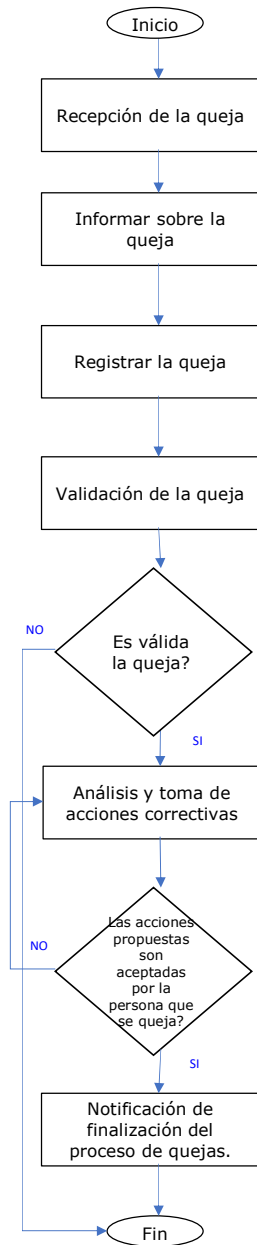 Inicio
Recepción de la queja
Informar sobre la
queja
Registrar la queja
Validación de la queja
NO
Es válida
la queja?
SI
Análisis y toma de
acciones correctivas
NO
Las acciones
propuestas
son
aceptadas
por la
persona que
se queja?
SI
Notificación de
finalización del
proceso de quejas.
Fin